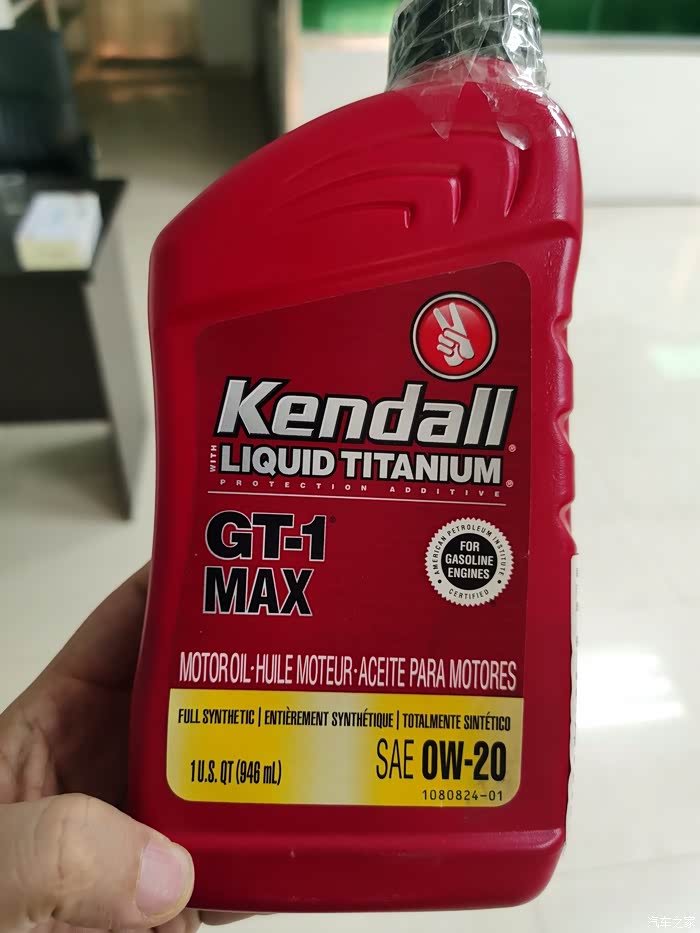 Kendall®
WITH
LIQUID TITANIUM®
PROTECTION ADDITIVE
GT-1®
MAX
AMERICAN PETROLEUM INSTITUTE
FOR
GASOLINE
ENGINES
CERTIFIED
MOTOR OIL·HUILE MOTEUR·ACEITE PARA MOTORES
FULL SYNTHETIC | ENTIÈREMENT SYNTHÉTIQUE | TOTALMENTE SINTÉTICO
1 U.S. QT (946 mL)
SAE 0W-20
1080824-01
汽车之家